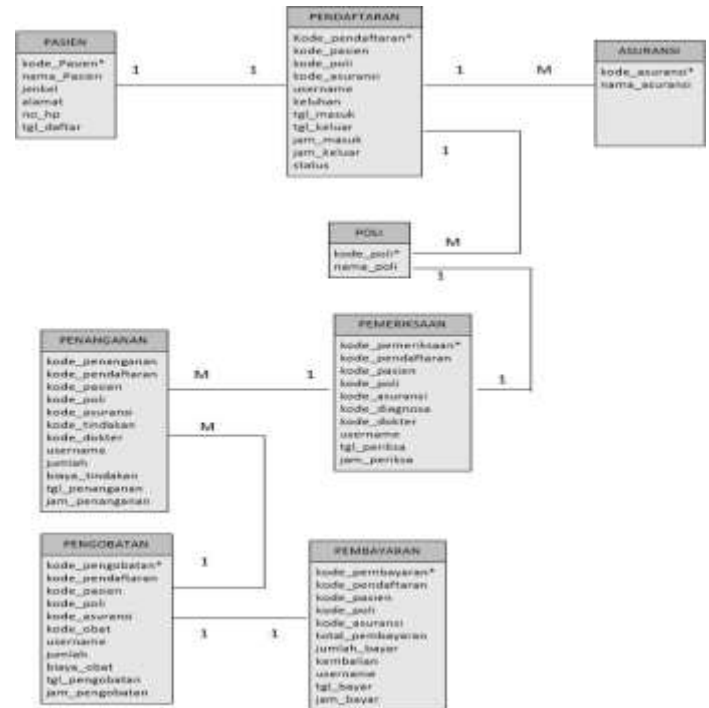 PENDAFTARAN
Kode_pendaftaran*
kode_pasien
kode_poli
kode_asuransi
username
keluhan
tgl_masuk
tgl_keluar
jam_masuk
jam_keluar
status
PASIEN
kode_Pasien*
nama_Pasien
jenkel
alamat
no_hp
tgl_daftar
ASURANSI
kode_asuransi*
nama_asuransi
1
1
1
M
1
M
POLI
kode_poli*
nama_poli
1
PENANGANAN
kode_penanganan
kode_pendaftaran
kode_pasien
kode_poli
kode_asuransi
kode_tindakan
kode_dokter
username
jumlah
biaya_tindakan
tgl_penanganan
jam_penanganan
PEMERIKSAAN
kode_pemeriksaan*
kode_pendaftaran
kode_pasien
kode_poli
kode_asuransi
kode_diagnosa
kode_dokter
username
tgl_periksa
jam_periksa
M
1
1
M
PENGOBATAN
kode_pengobatan*
kode_pendaftaran
kode_pasien
kode_poli
kode_asuransi
kode_obat
username
jumlah
biaya_obat
tgl_pengobatan
jam_pengobatan
1
1
1
PEMBAYARAN
kode_pembayaran*
kode_pendaftaran
kode_pasien
kode_poli
kode_asuransi
total_pembayaran
jumlah_bayar
kembalian
username
tgl_bayar
jam_bayar